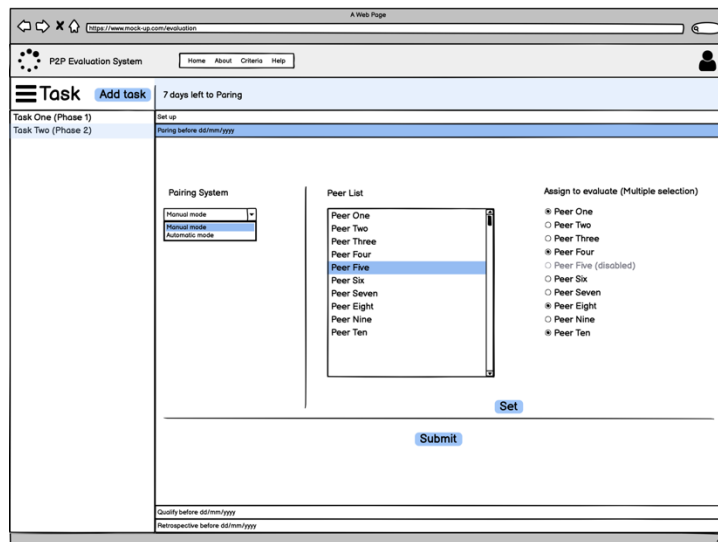 A Web Page
https://www.mock-up.com/evaluation
P2P Evaluation System
Home About Criteria Help
Task
Add task
7 days left to Paring
Task One (Phase 1)
Task Two (Phase 2)
Set up
Paring before dd/mm/yyyy
Pairing System
Manual mode
Manual mode
Automatic mode
Peer List
Peer One
Peer Two
Peer Three
Peer Four
Peer Five
Peer Six
Peer Seven
Peer Eight
Peer Nine
Peer Ten
Assign to evaluate (Multiple selection)
Peer One
Peer Two
Peer Three
Peer Four
Peer Five (disabled)
Peer Six
Peer Seven
Peer Eight
Peer Nine
Peer Ten
Set
Submit
Qualify before dd/mm/yyyy
Retrospective before dd/mm/yyyy